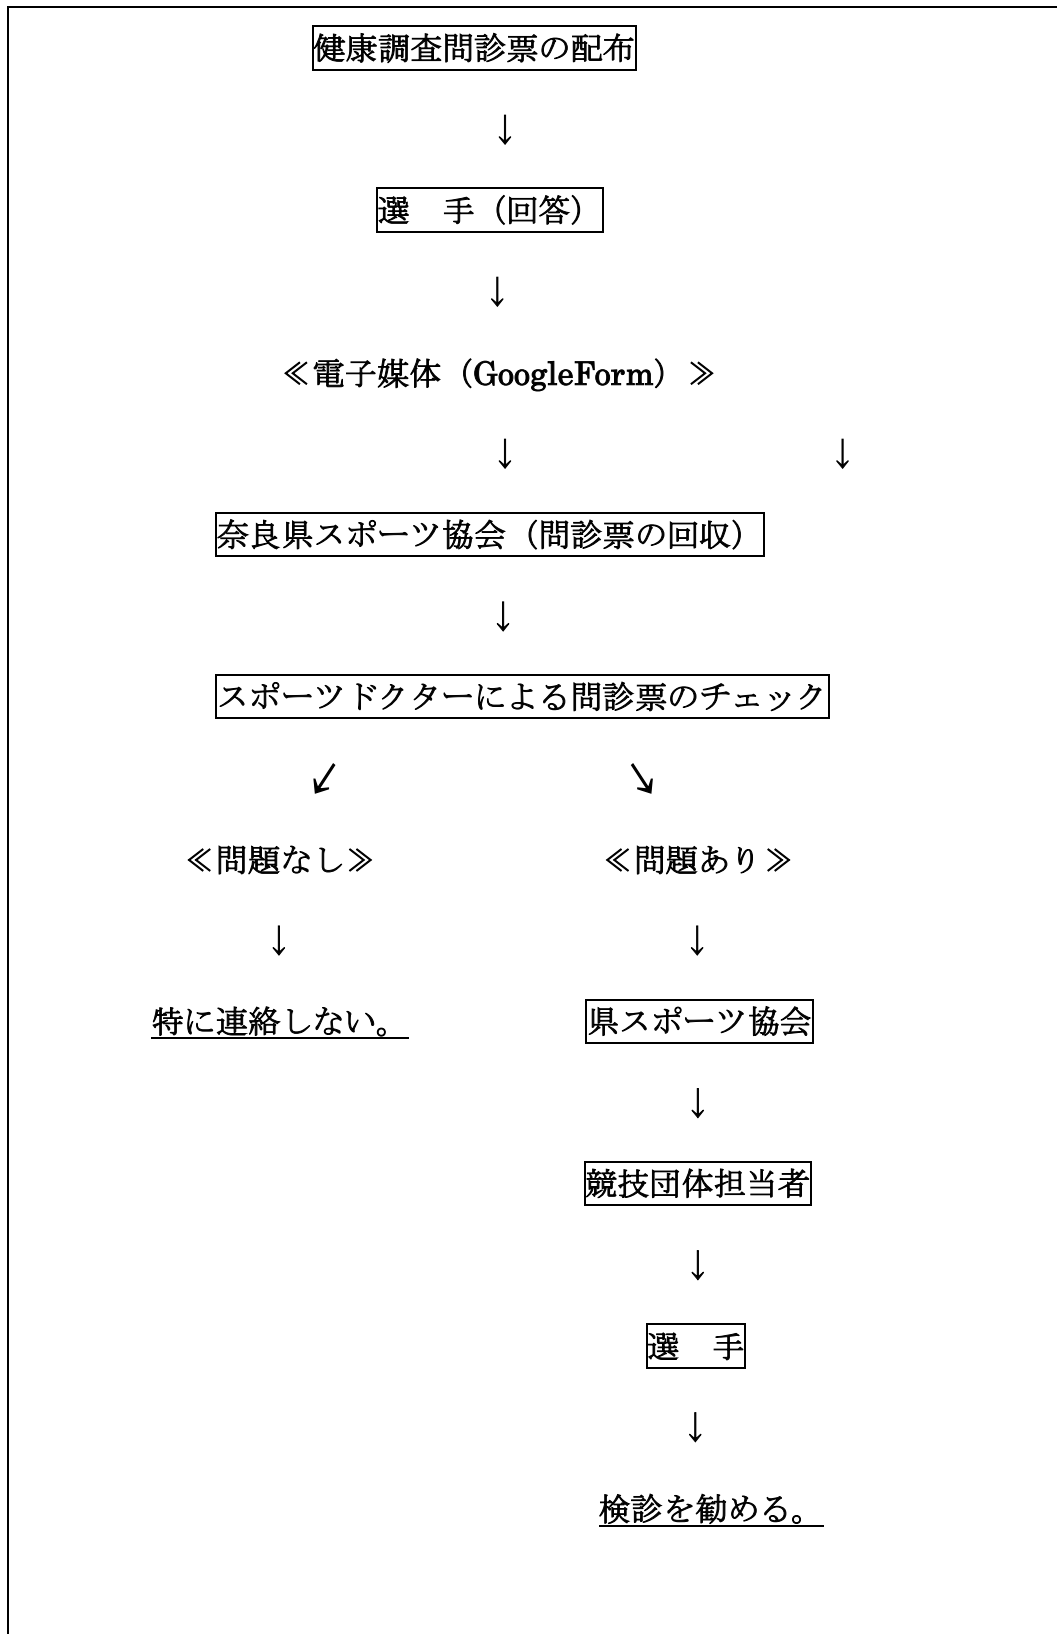 健康調査問診票の配布
↓
選　手（回答）
↓
≪電子媒体（GoogleForm）≫
↓　↓
奈良県スポーツ協会（問診票の回収）
↓
スポーツドクターによる問診票のチェック
↙　↘
≪問題なし≫　≪問題あり≫
↓　↓
特に連絡しない。　県スポーツ協会
↓
競技団体担当者
↓
選　手
↓
検診を勧める。